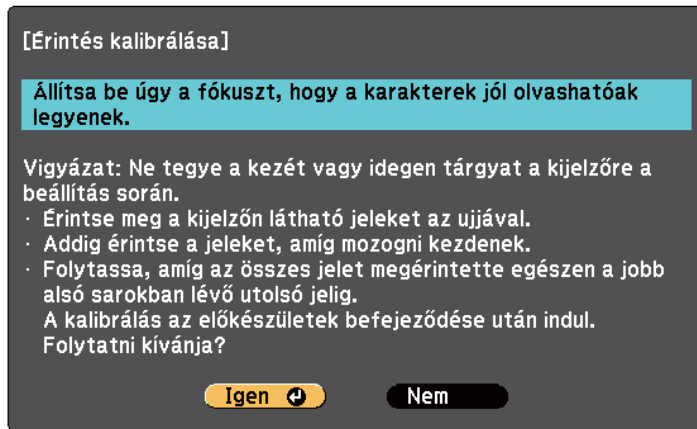 [Érintés kalibrálása]
Állítsa be úgy a fókuszt, hogy a karakterek jól olvashatóak
legyenek.
Vigyázat: Ne tegye a kezét vagy idegen tárgyat a kijelzőre a
beállítás során.
· Érintse meg a kijelzőn látható jeleket az ujjával.
· Addig érintse a jeleket, amíg mozogni kezdenek.
· Folytassa, amíg az összes jelet megérintette egészen a jobb
alsó sarokban lévő utolsó jelig.
A kalibrálás az előkészületek befejeződése után indul.
Folytatni kívánja?
Igen Nem